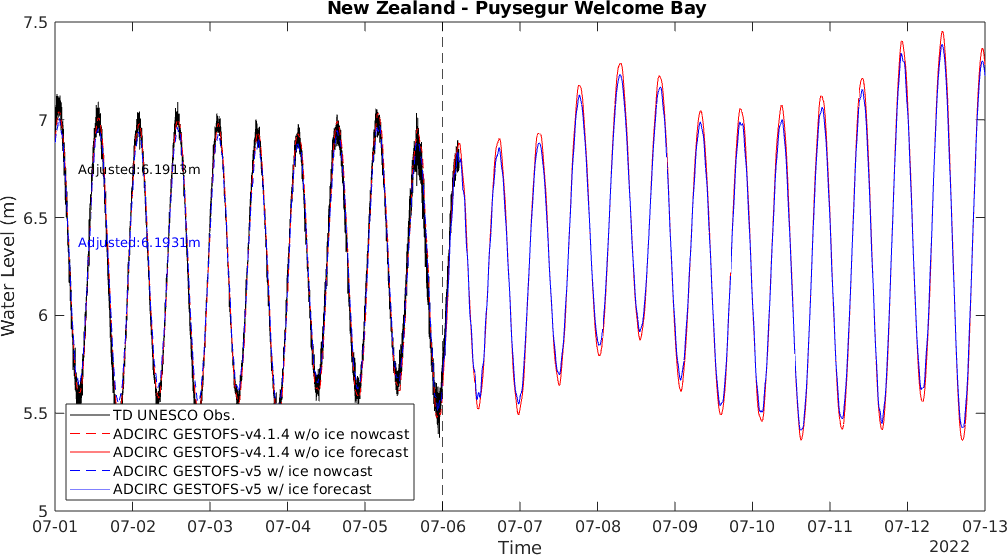 New Zealand - Puysegur Welcome Bay
7.5
7
6.5
6
5.5
5
Water Level (m)
Adjusted:6.1913m
Adjusted:6.1931m
TD UNESCO Obs.
ADCIRC GESTOFS-v4.1.4 w/o ice nowcast
ADCIRC GESTOFS-v4.1.4 w/o ice forecast
ADCIRC GESTOFS-v5 w/ ice nowcast
ADCIRC GESTOFS-v5 w/ ice forecast
07-01 07-02 07-03 07-04 07-05 07-06 07-07 07-08 07-09 07-10 07-11 07-12 07-13
Time
2022